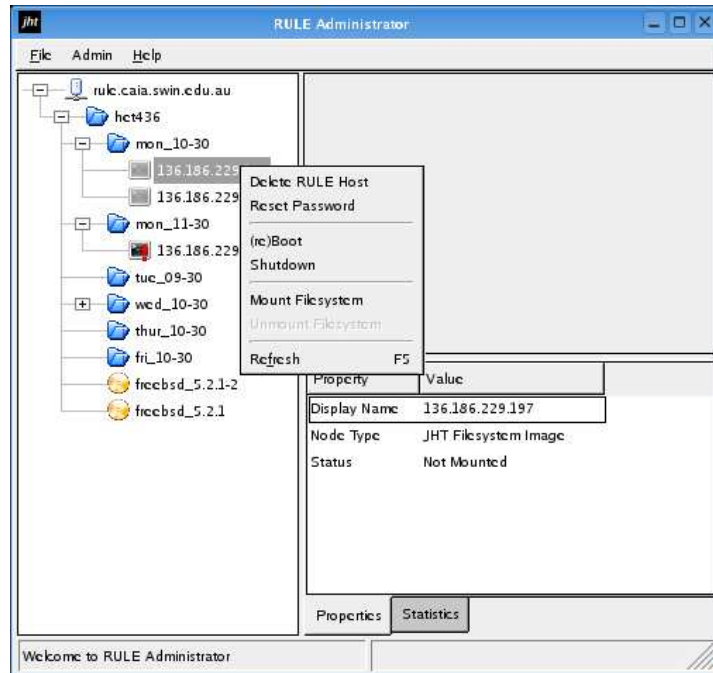 jht RULE Administrator
File Admin Help
rule.caia.swin.edu.au
het436
mon_10-30
136.186.229
136.186.229
mon_11-30
136.186.229
tue_09-30
wed_10-30
thur_10-30
fri_10-30
freebsd_5.2.1-2
freebsd_5.2.1
Delete RULE Host
Reset Password
(re)Boot
Shutdown
Mount Filesystem
Unmount Filesystem
Refresh F5
Property Value
Display Name 136.186.229.197
Node Type JHT Filesystem Image
Status Not Mounted
Properties Statistics
Welcome to RULE Administrator